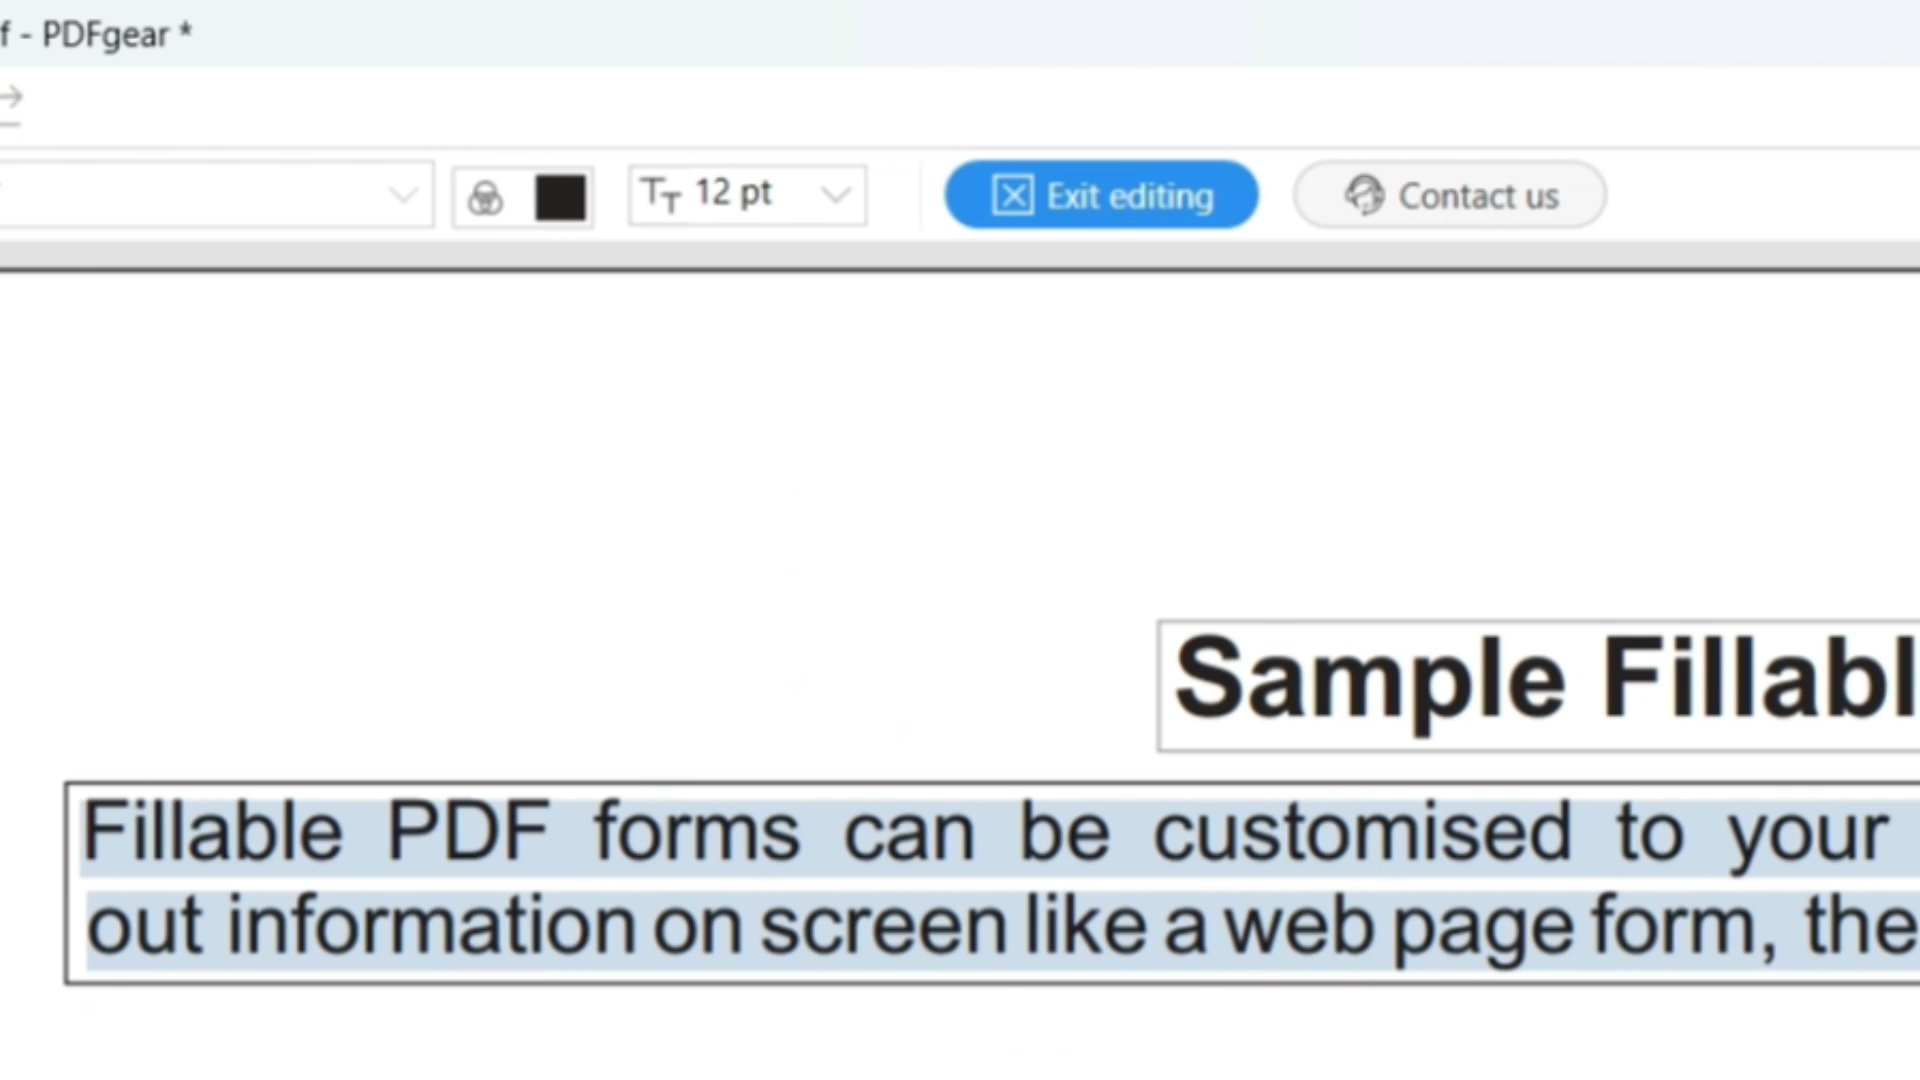 f - PDFgear *
12 pt
Exit editing
Contact us
Sample Fillabl
Fillable PDF forms can be customised to your
out information on screen like a web page form, the